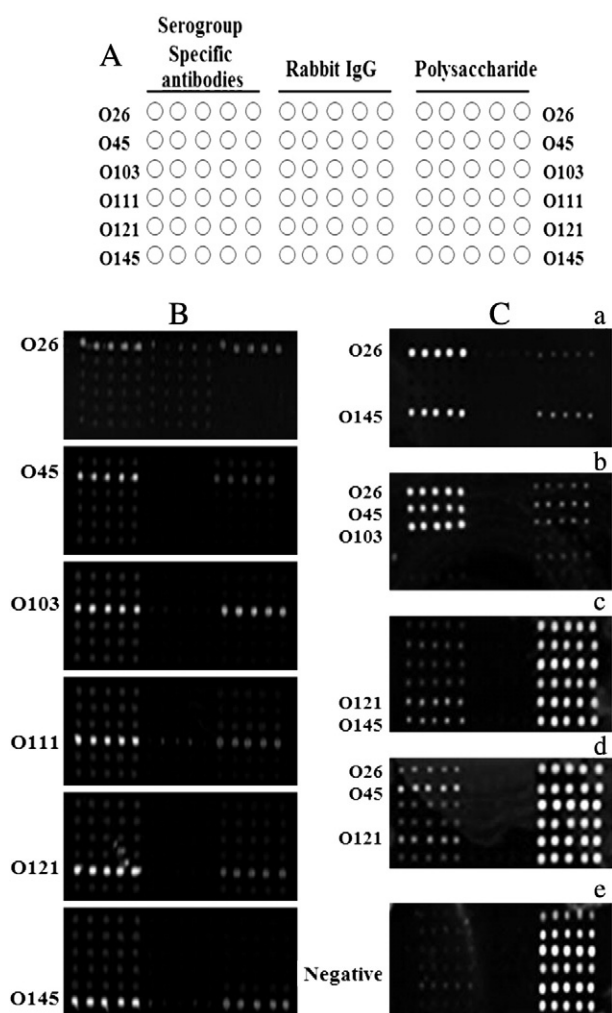 A
Serogroup
Specific
antibodies
Rabbit IgG
Polysaccharide
O26 O26
O45 O45
O103 O103
O111 O111
O121 O121
O145 O145
B
O26
O45
O103
O111
O121
O145
C
a
O26
O145
b
O26
O45
O103
c
O121
O145
d
O26
O45
O121
e
Negative